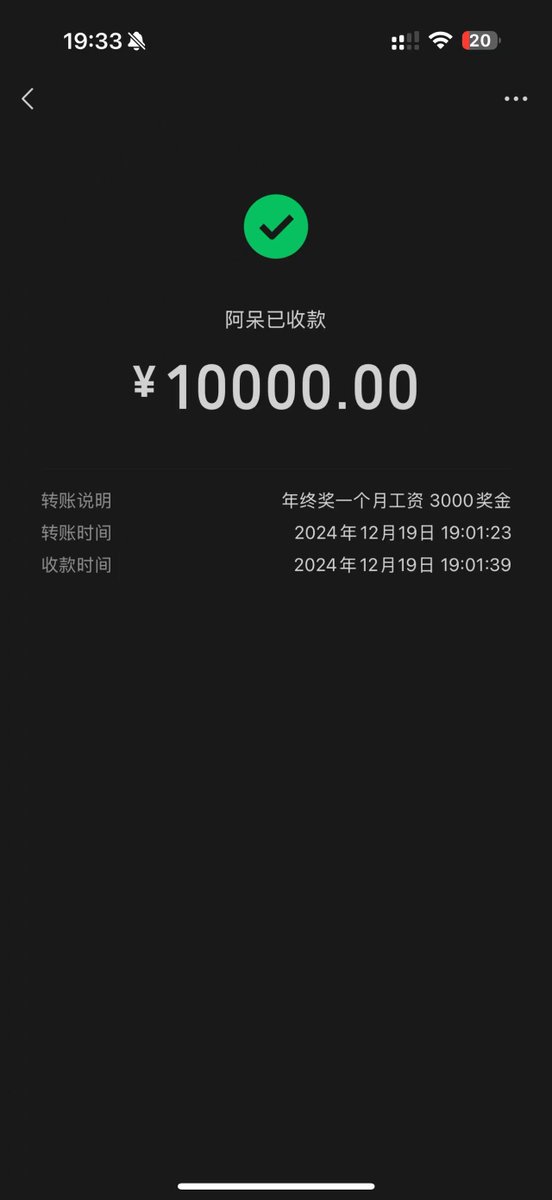 19:33
20
阿呆已收款
¥10000.00
转账说明 年终奖一个月工资 3000奖金
转账时间 2024年12月19日 19:01:23
收款时间 2024年12月19日 19:01:39